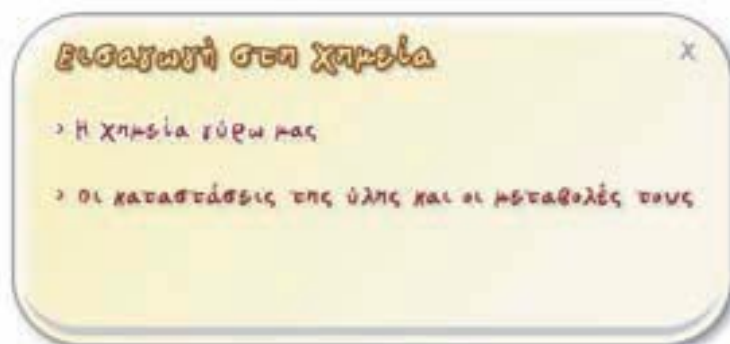 Εισαγωγή στη χημεία
x
> Η χημεία γύρω μας
> Οι καταστάσεις της ύλης και οι μεταβολές τους